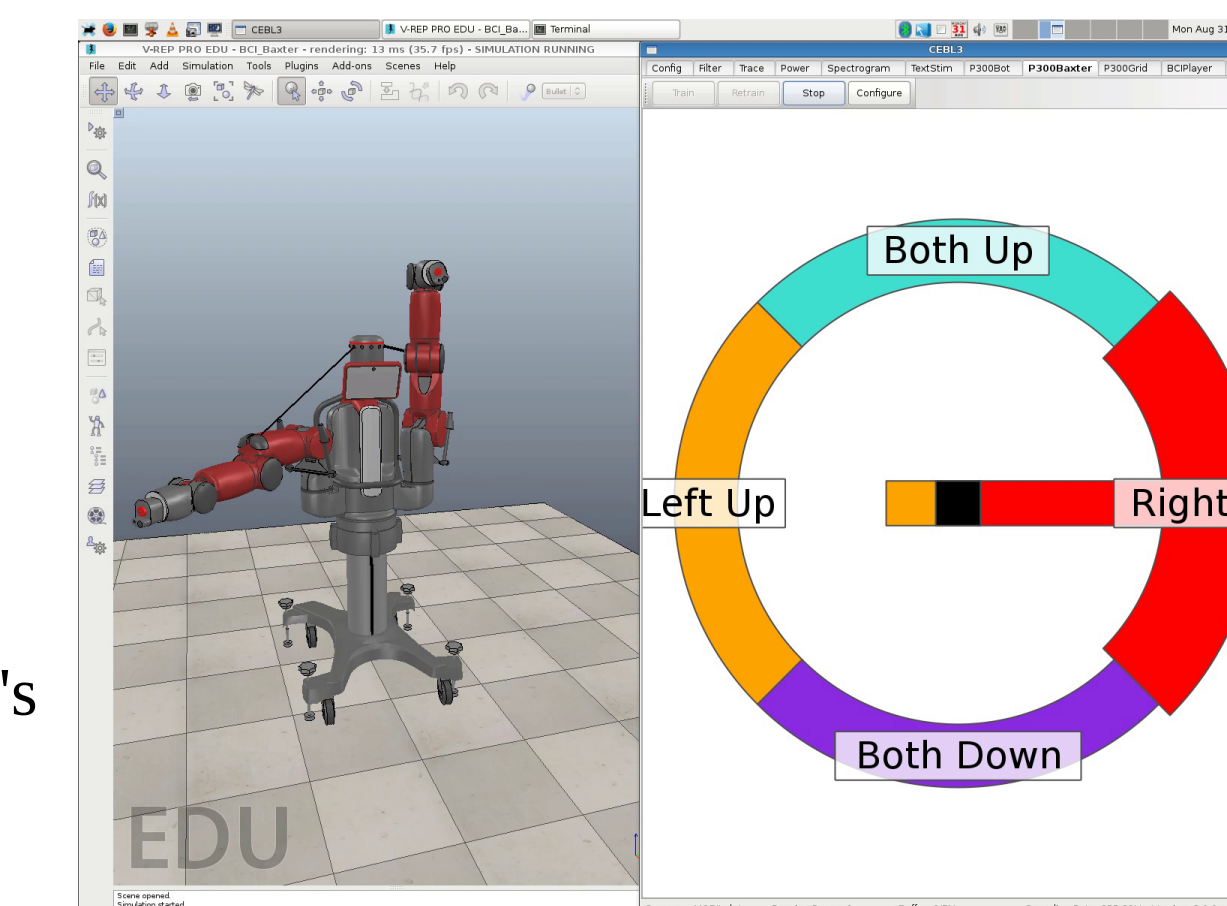 CEBL3
V-REP PRO EDU - BCI_Ba...
Terminal
31
Mon Aug 31
V-REP PRO EDU - BCI_Baxter - rendering: 13 ms (35.7 fps) - SIMULATION RUNNING
CEBL3
File Edit Add Simulation Tools Plugins Add-ons Scenes Help
Config Filter Trace Power Spectrogram TextStim P300Bot P300Baxter P300Grid BCIPlayer
Bullet
Train Retrain Stop Configure
f(x)
Both Up
Left Up
Right
's
Both Down
EDU
Scene opened.
Simulation started.